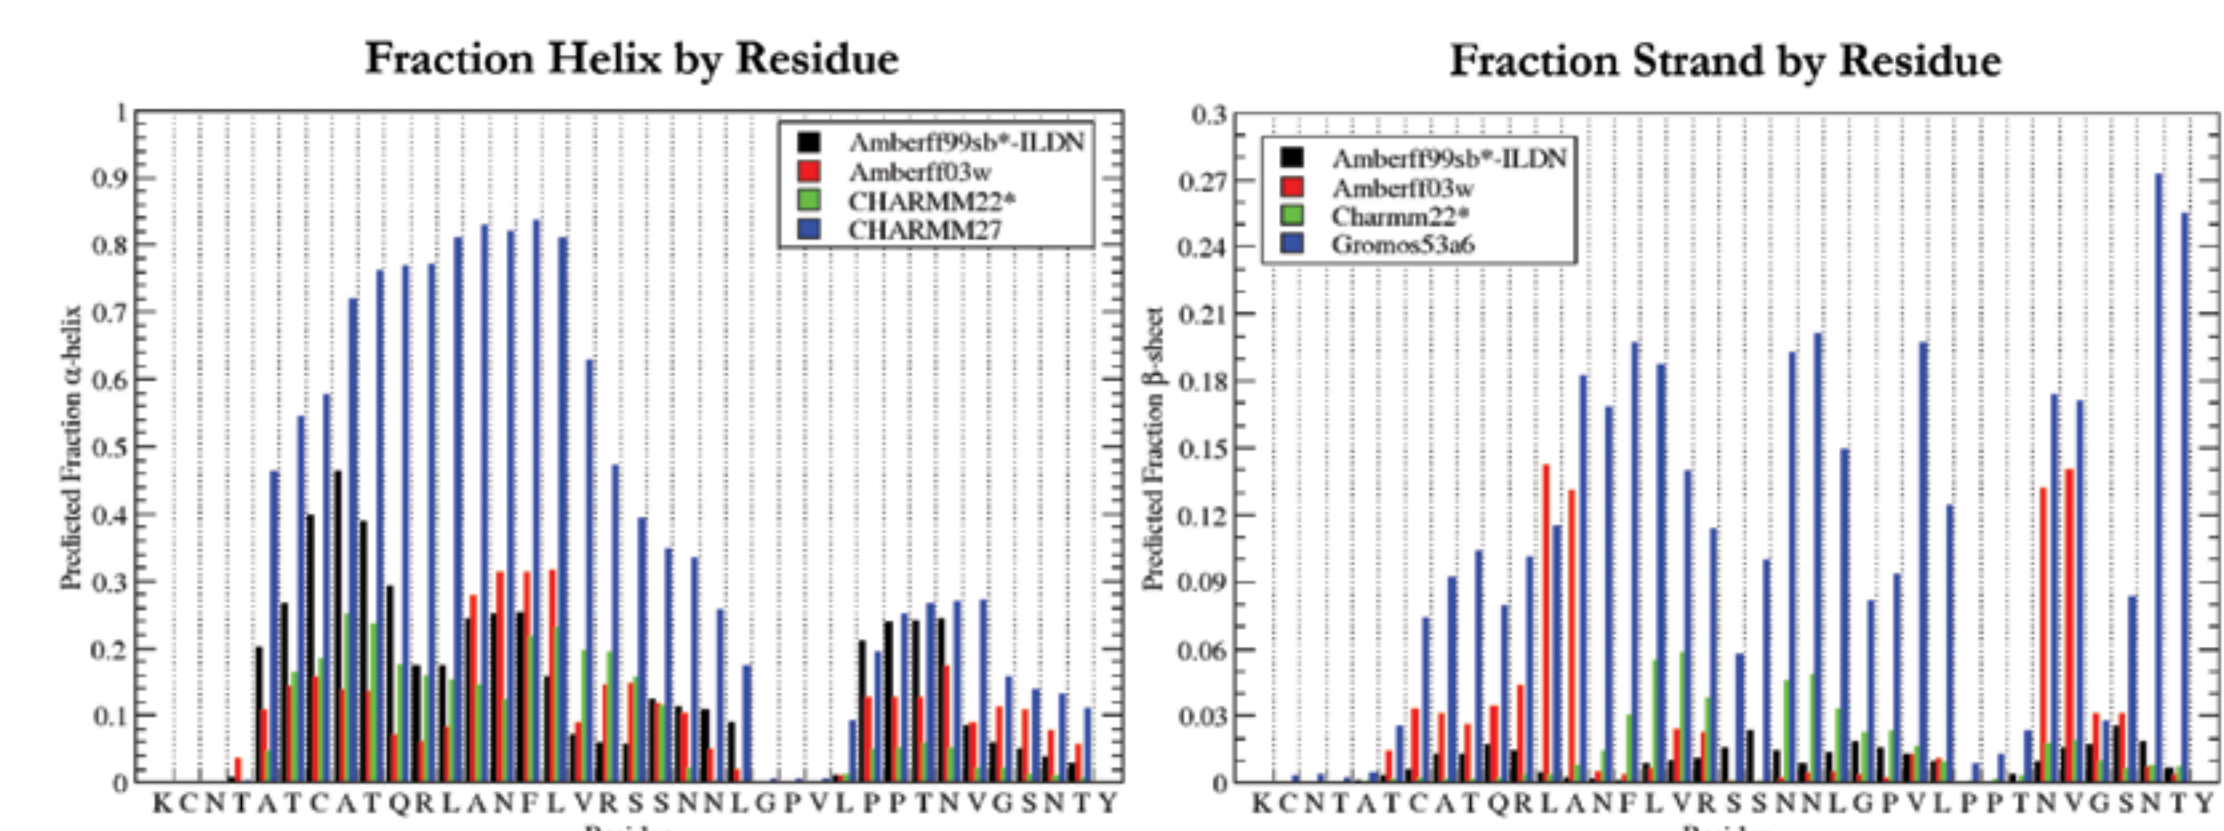 Fraction Helix by Residue
1
0.9
0.8
0.7
0.6
0.5
0.4
0.3
0.2
0.1
0
Predicted Fraction α-helix
Amberff99sb*-ILDN
Amberff03w
CHARMM22*
CHARMM27
K C N T A T C A T Q R L A N F L V R S S N N L G P V L P P T N V G S N T Y
Fraction Strand by Residue
0.3
0.27
0.24
0.21
0.18
0.15
0.12
0.09
0.06
0.03
0
Predicted Fraction β-sheet
Amberff99sb*-ILDN
Amberff03w
Charmm22*
Gromos53a6
K C N T A T C A T Q R L A N F L V R S S N N L G P V L P P T N V G S N T Y